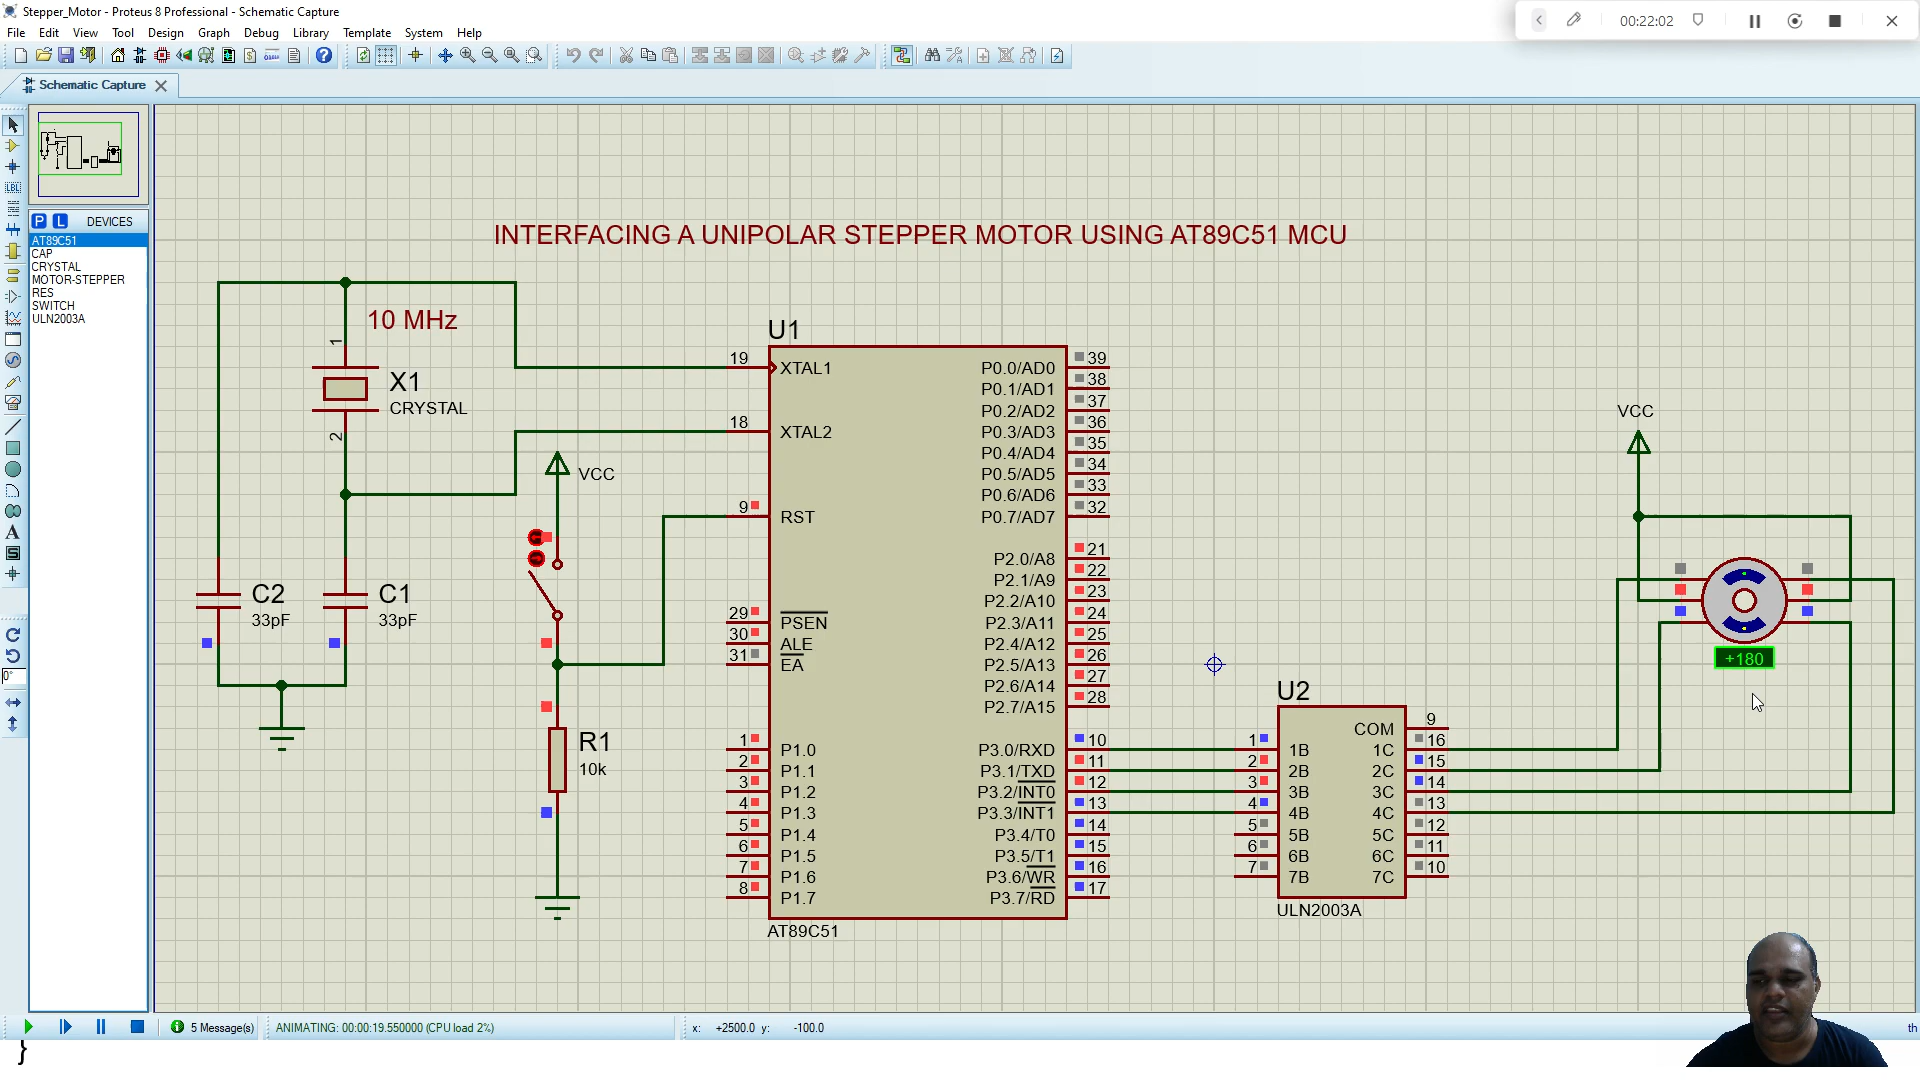 Stepper_Motor - Proteus 8 Professional - Schematic Capture
00:22:02
File Edit View Tool Design Graph Debug Library Template System Help
Schematic Capture
P L DEVICES
AT89C51
CAP
CRYSTAL
MOTOR-STEPPER
RES
SWITCH
ULN2003A
LBL
A
S
0°
INTERFACING A UNIPOLAR STEPPER MOTOR USING AT89C51 MCU
10 MHz
1
X1
CRYSTAL
2
C2
33pF
C1
33pF
VCC
R1
10k
U1
19 XTAL1
18 XTAL2
9 RST
29 PSEN
30 ALE
31 EA
1 P1.0
2 P1.1
3 P1.2
4 P1.3
5 P1.4
6 P1.5
7 P1.6
8 P1.7
P0.0/AD0 39
P0.1/AD1 38
P0.2/AD2 37
P0.3/AD3 36
P0.4/AD4 35
P0.5/AD5 34
P0.6/AD6 33
P0.7/AD7 32
P2.0/A8 21
P2.1/A9 22
P2.2/A10 23
P2.3/A11 24
P2.4/A12 25
P2.5/A13 26
P2.6/A14 27
P2.7/A15 28
P3.0/RXD 10
P3.1/TXD 11
P3.2/INT0 12
P3.3/INT1 13
P3.4/T0 14
P3.5/T1 15
P3.6/WR 16
P3.7/RD 17
AT89C51
U2
COM 9
1 1B 1C 16
2 2B 2C 15
3 3B 3C 14
4 4B 4C 13
5 5B 5C 12
6 6B 6C 11
7 7B 7C 10
ULN2003A
VCC
+180
5 Message(s)
ANIMATING: 00:00:19.550000 (CPU load 2%)
x: +2500.0 y: -100.0
th
}